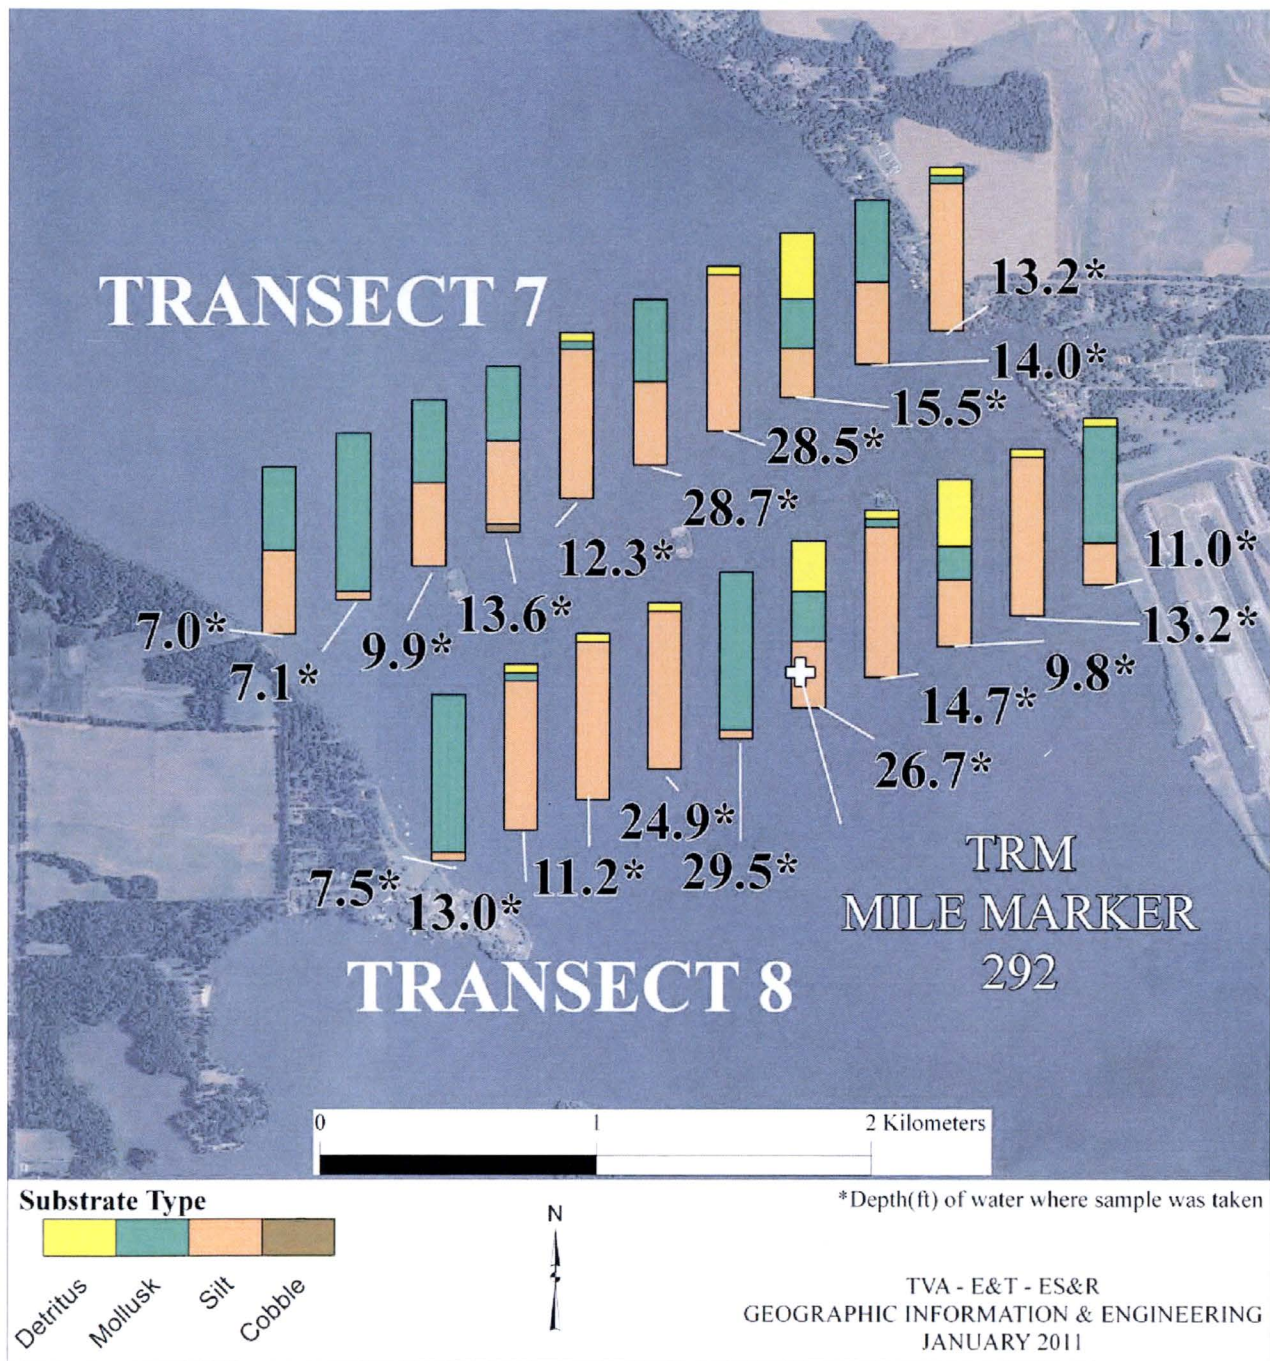 TRANSECT 7
13.2*
14.0*
15.5*
28.5*
28.7*
12.3*
13.6*
9.9*
7.1*
7.0*
11.0*
13.2*
9.8*
14.7*
26.7*
29.5*
24.9*
11.2*
13.0*
7.5*
TRM
MILE MARKER
292
TRANSECT 8
0 1 2 Kilometers
Substrate Type
Detritus
Mollusk
Silt
Cobble
N
*Depth(ft) of water where sample was taken
TVA - E&T - ES&R
GEOGRAPHIC INFORMATION & ENGINEERING
JANUARY 2011